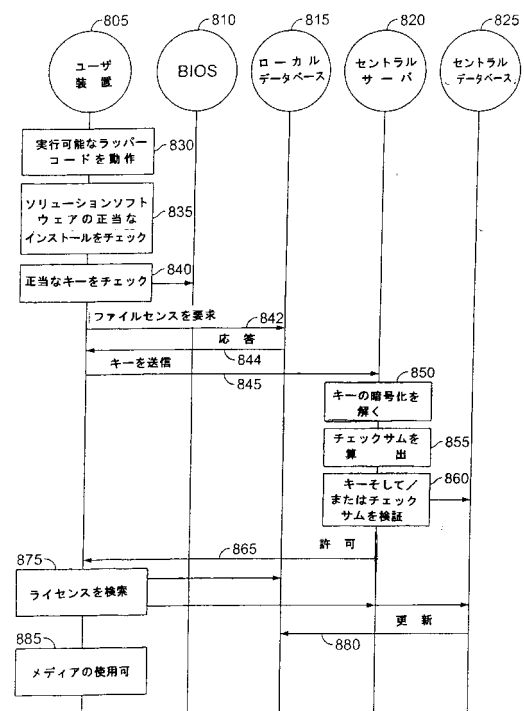 805
810
815
820
825
ユーザ
装 置
BIOS
ローカル
データベース
セントラル
サーバ
セントラル
データベース
実行可能なラッパー
コードを動作
830
ソリューションソフト
ウェアの正当な
インストールをチェック
835
正当なキーをチェック
840
ファイルセンスを要求
842
応 答
844
キーを送信
845
850
キーの暗号化を
解く
チェックサムを
算 出
855
キーそして/
またはチェック
サムを検証
860
865
許 可
875
ライセンスを検索
更 新
880
885
メディアの使用可